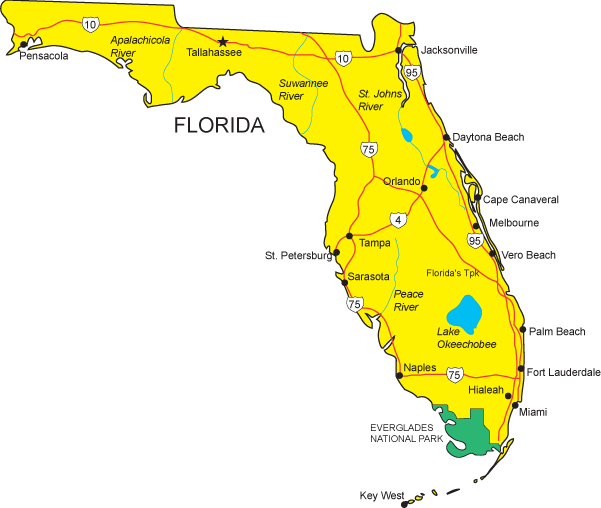 10
Pensacola
Apalachicola
River
Tallahassee
Suwannee
River
10
Jacksonville
95
St. Johns
River
FLORIDA
75
Daytona Beach
Orlando
Cape Canaveral
4
Melbourne
95
Tampa
St. Petersburg
Vero Beach
Sarasota
Florida's Tpk
75
Peace
River
Lake
Okeechobee
Palm Beach
Naples
75
Fort Lauderdale
Hialeah
Miami
EVERGLADES
NATIONAL PARK
Key West